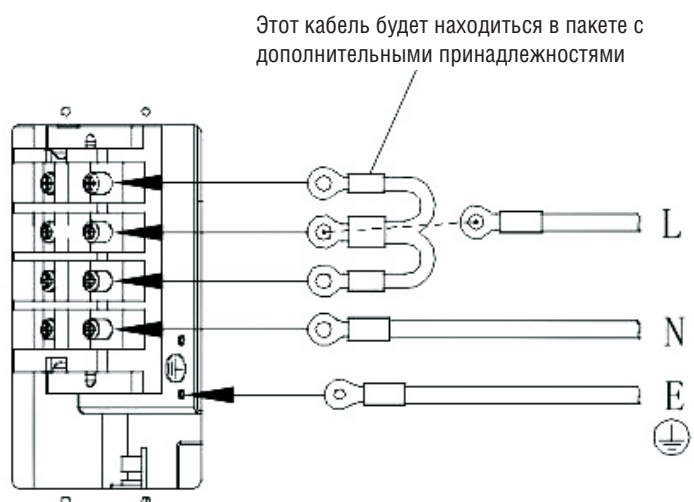 Этот кабель будет находиться в пакете с
дополнительными принадлежностями
L
N
E